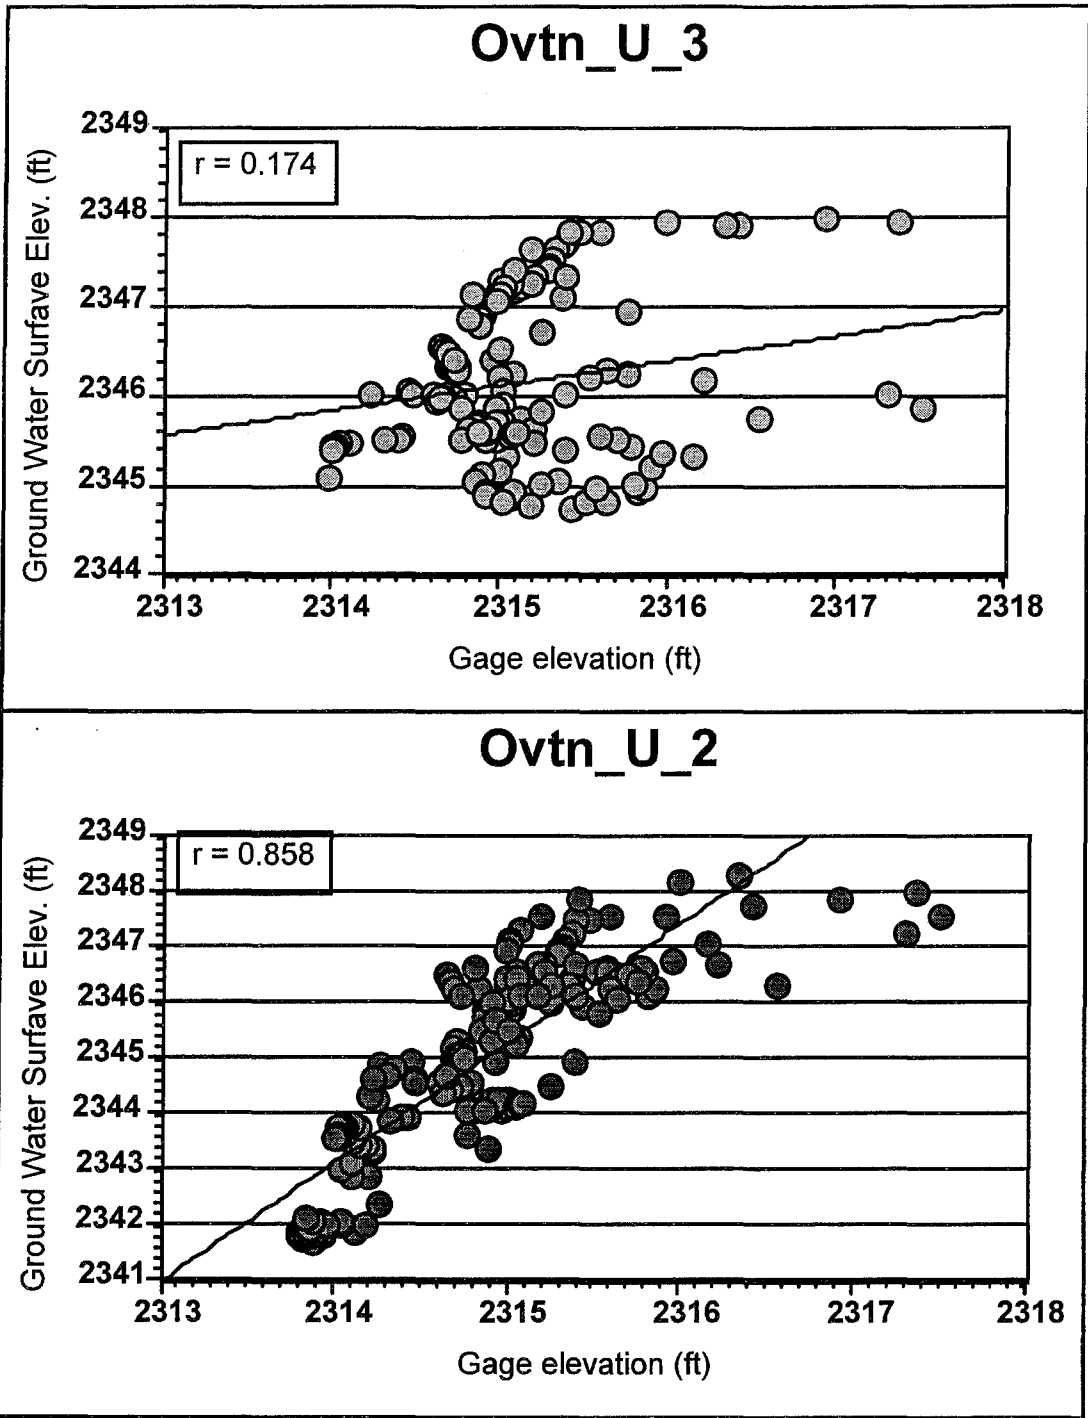 Ovtn_U_3
r = 0.174
Ground Water Surfave Elev. (ft)
2349
2348
2347
2346
2345
2344
2313 2314 2315 2316 2317 2318
Gage elevation (ft)
Ovtn_U_2
r = 0.858
Ground Water Surfave Elev. (ft)
2349
2348
2347
2346
2345
2344
2343
2342
2341
2313 2314 2315 2316 2317 2318
Gage elevation (ft)